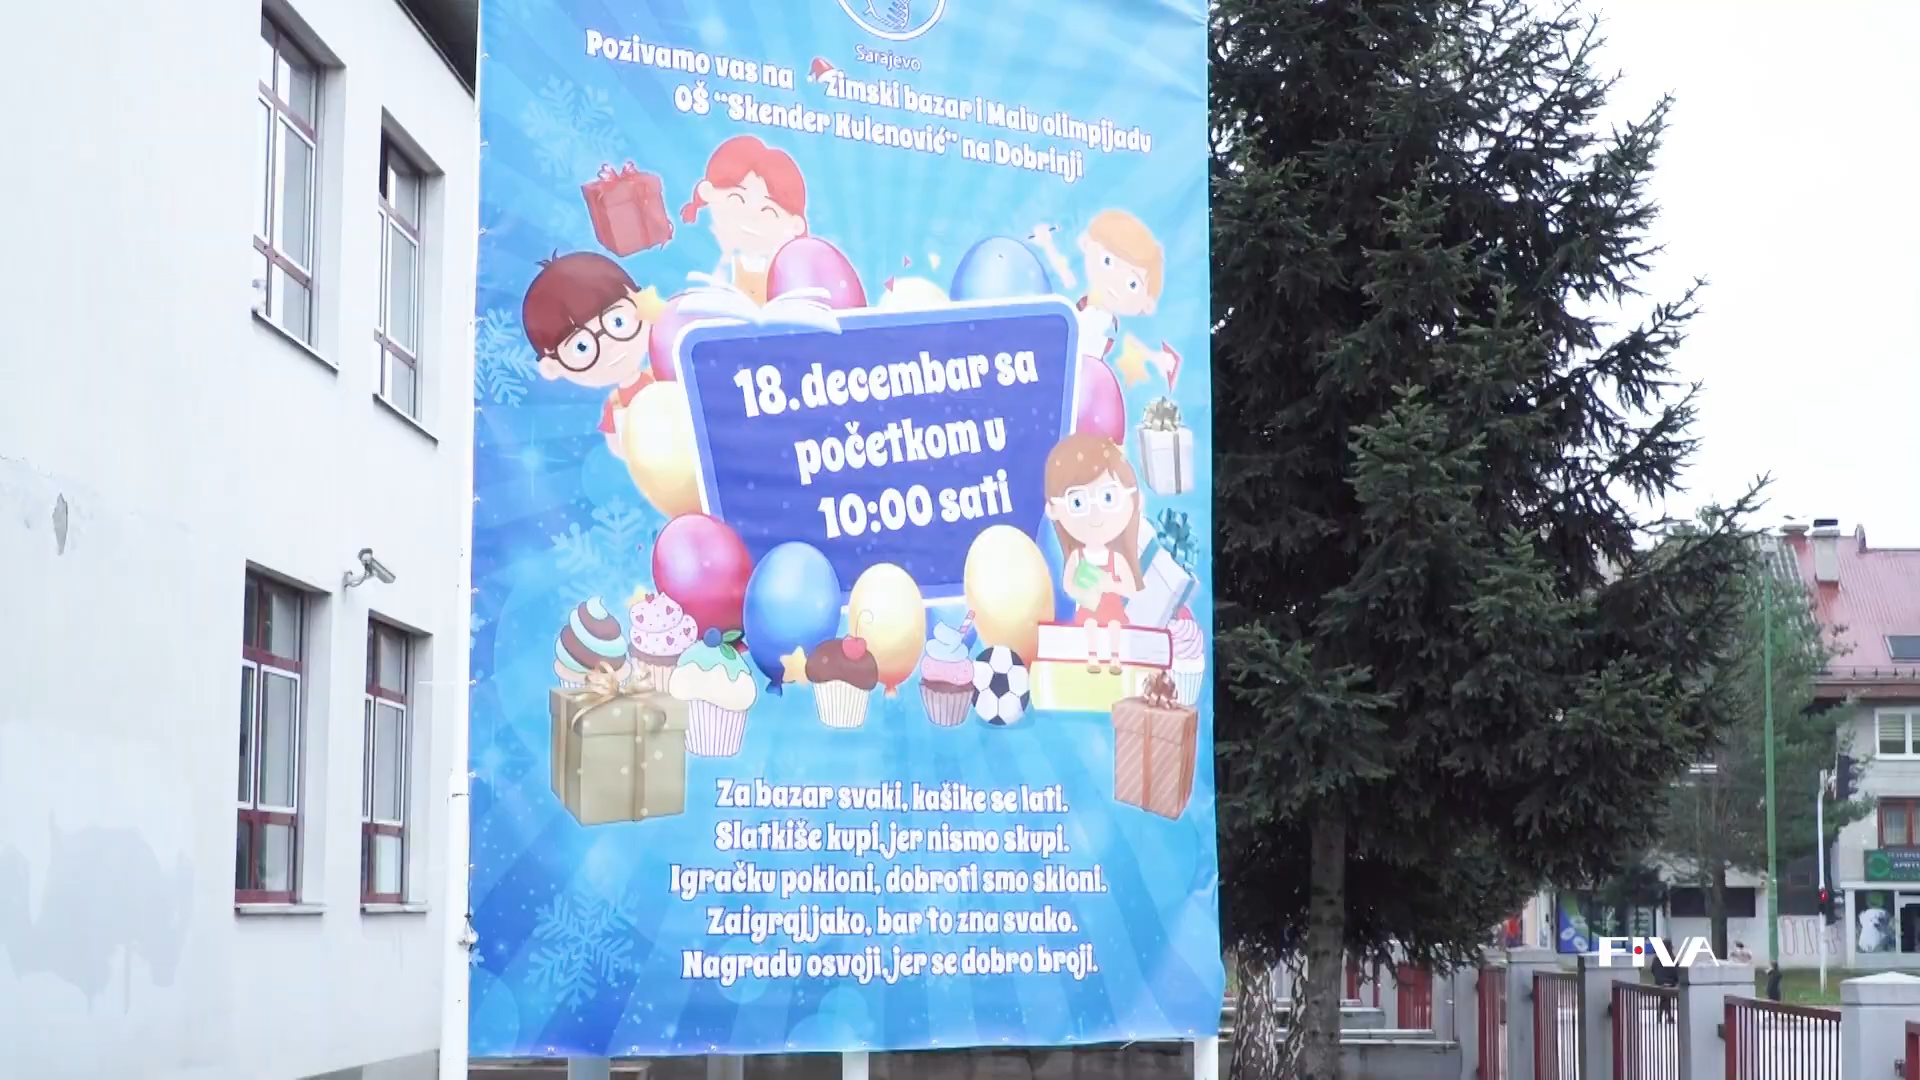 Sarajevo
Pozivamo vas na Zimski bazar i Malu olimpijadu
OŠ “Skender Kulenović” na Dobrinji
18. decembar sa
početkom u
10:00 sati
Za bazar svaki, kašike se lati.
Slatkiše kupi, jer nismo skupi.
Igračku pokloni, dobroti smo skloni.
Zaigraj jako, bar to zna svako.
Nagradu osvoji, jer se dobro broji.
FIVA